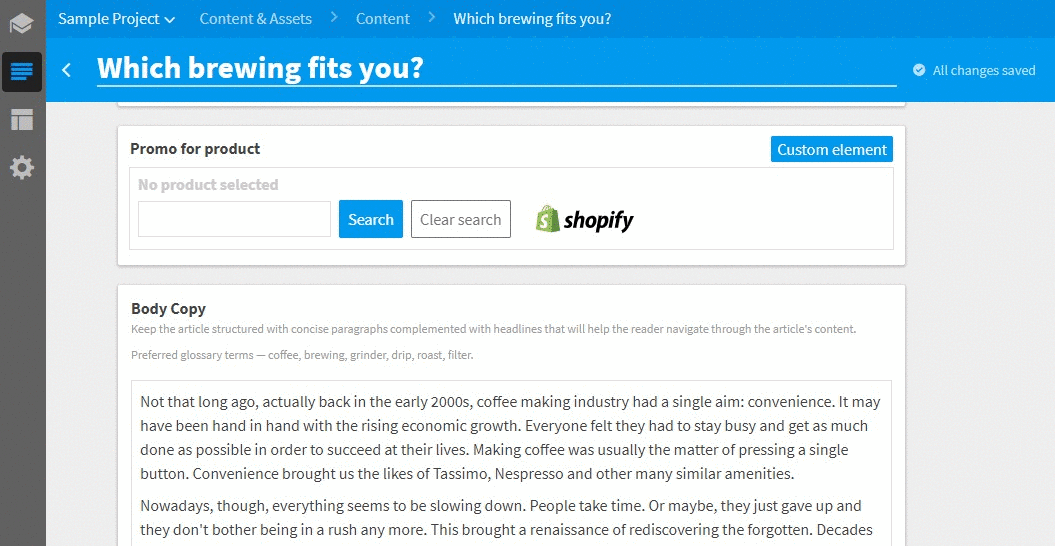 Sample Project Content & Assets Content Which brewing fits you?
Which brewing fits you? All changes saved
Promo for product Custom element
No product selected
Search Clear search shopify
Body Copy
Keep the article structured with concise paragraphs complemented with headlines that will help the reader navigate through the article's content.
Preferred glossary terms — coffee, brewing, grinder, drip, roast, filter.
Not that long ago, actually back in the early 2000s, coffee making industry had a single aim: convenience. It may
have been hand in hand with the rising economic growth. Everyone felt they had to stay busy and get as much
done as possible in order to succeed at their lives. Making coffee was usually the matter of pressing a single
button. Convenience brought us the likes of Tassimo, Nespresso and other many similar amenities.
Nowadays, though, everything seems to be slowing down. People take time. Or maybe, they just gave up and
they don't bother being in a rush any more. This brought a renaissance of rediscovering the forgotten. Decades